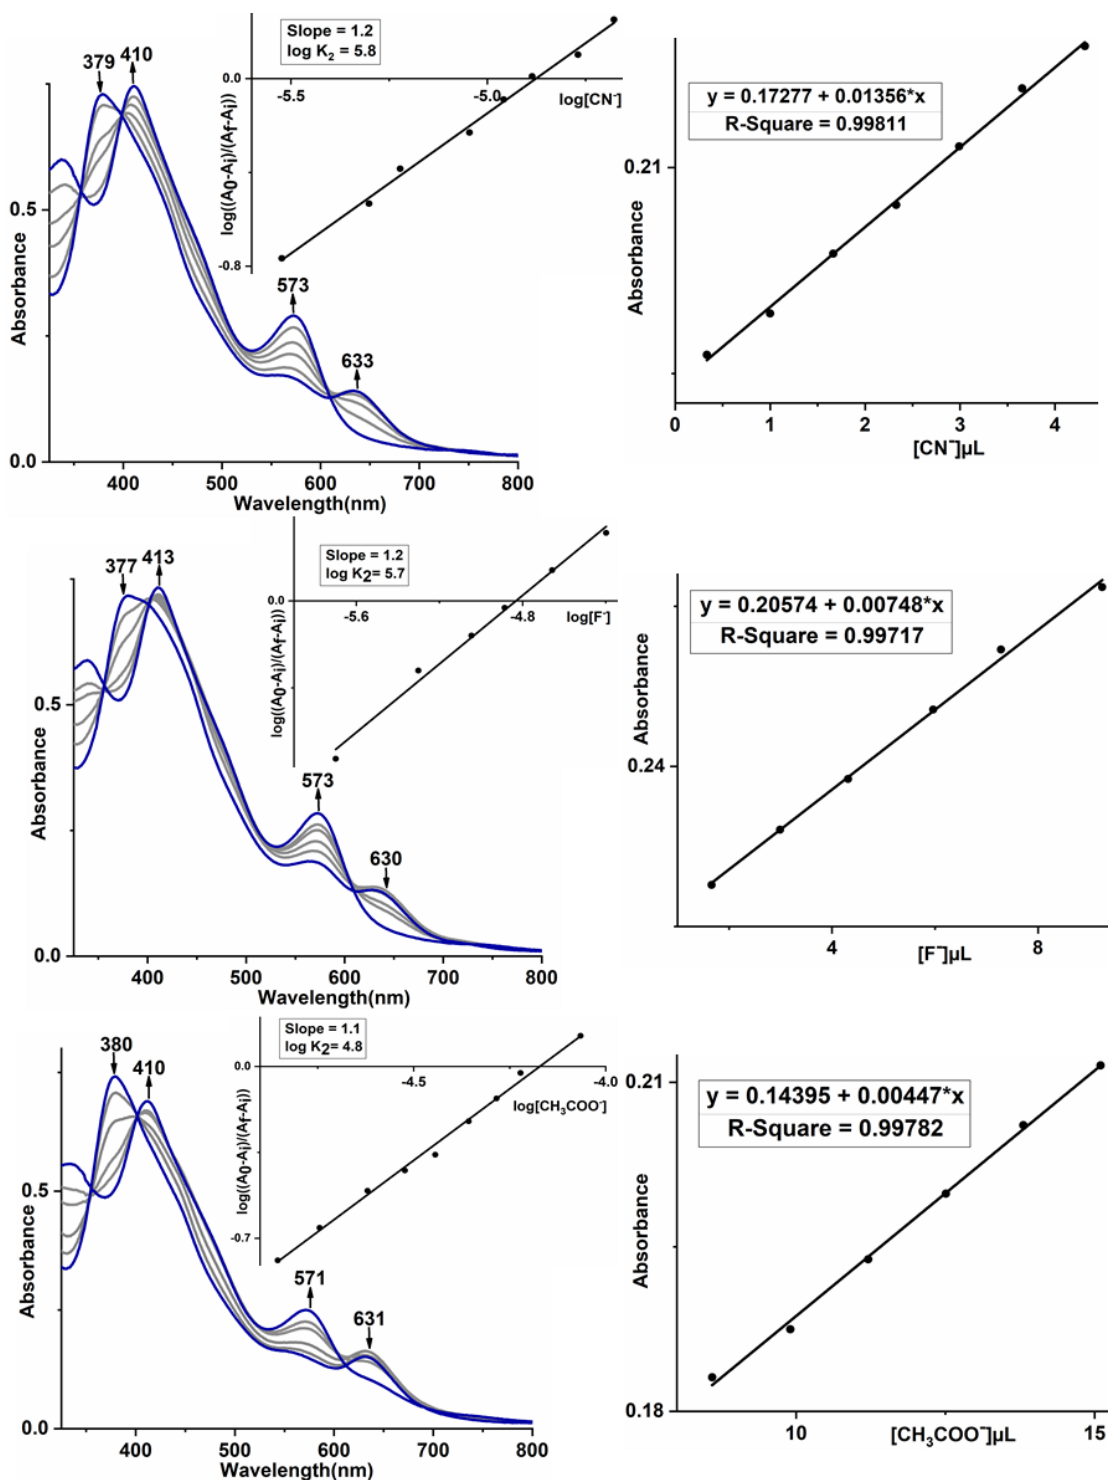 379 410
573
633
0.5
0.0
Absorbance
400 500 600 700 800
Wavelength(nm)
Slope = 1.2
log K2 = 5.8
0.0
-5.5 -5.0
log[CN-]
-0.8
log((A0-Ai)/(Af-Ai))
y = 0.17277 + 0.01356*x
R-Square = 0.99811
0.21
Absorbance
0 1 2 3 4
[CN-]µL
377 413
573
630
0.5
0.0
Absorbance
400 500 600 700 800
Wavelength(nm)
Slope = 1.2
log K2= 5.7
0.0
-5.6 -4.8
log[F-]
log((A0-Ai)/(Af-Ai))
y = 0.20574 + 0.00748*x
R-Square = 0.99717
0.24
Absorbance
4 8
[F-]µL
380
410
571
631
0.5
0.0
Absorbance
400 500 600 700 800
Wavelength(nm)
Slope = 1.1
log K2= 4.8
0.0
-4.5 -4.0
log[CH3COO-]
-0.7
log((A0-Ai)/(Af-Ai))
y = 0.14395 + 0.00447*x
R-Square = 0.99782
0.21
0.18
Absorbance
10 15
[CH3COO-]µL